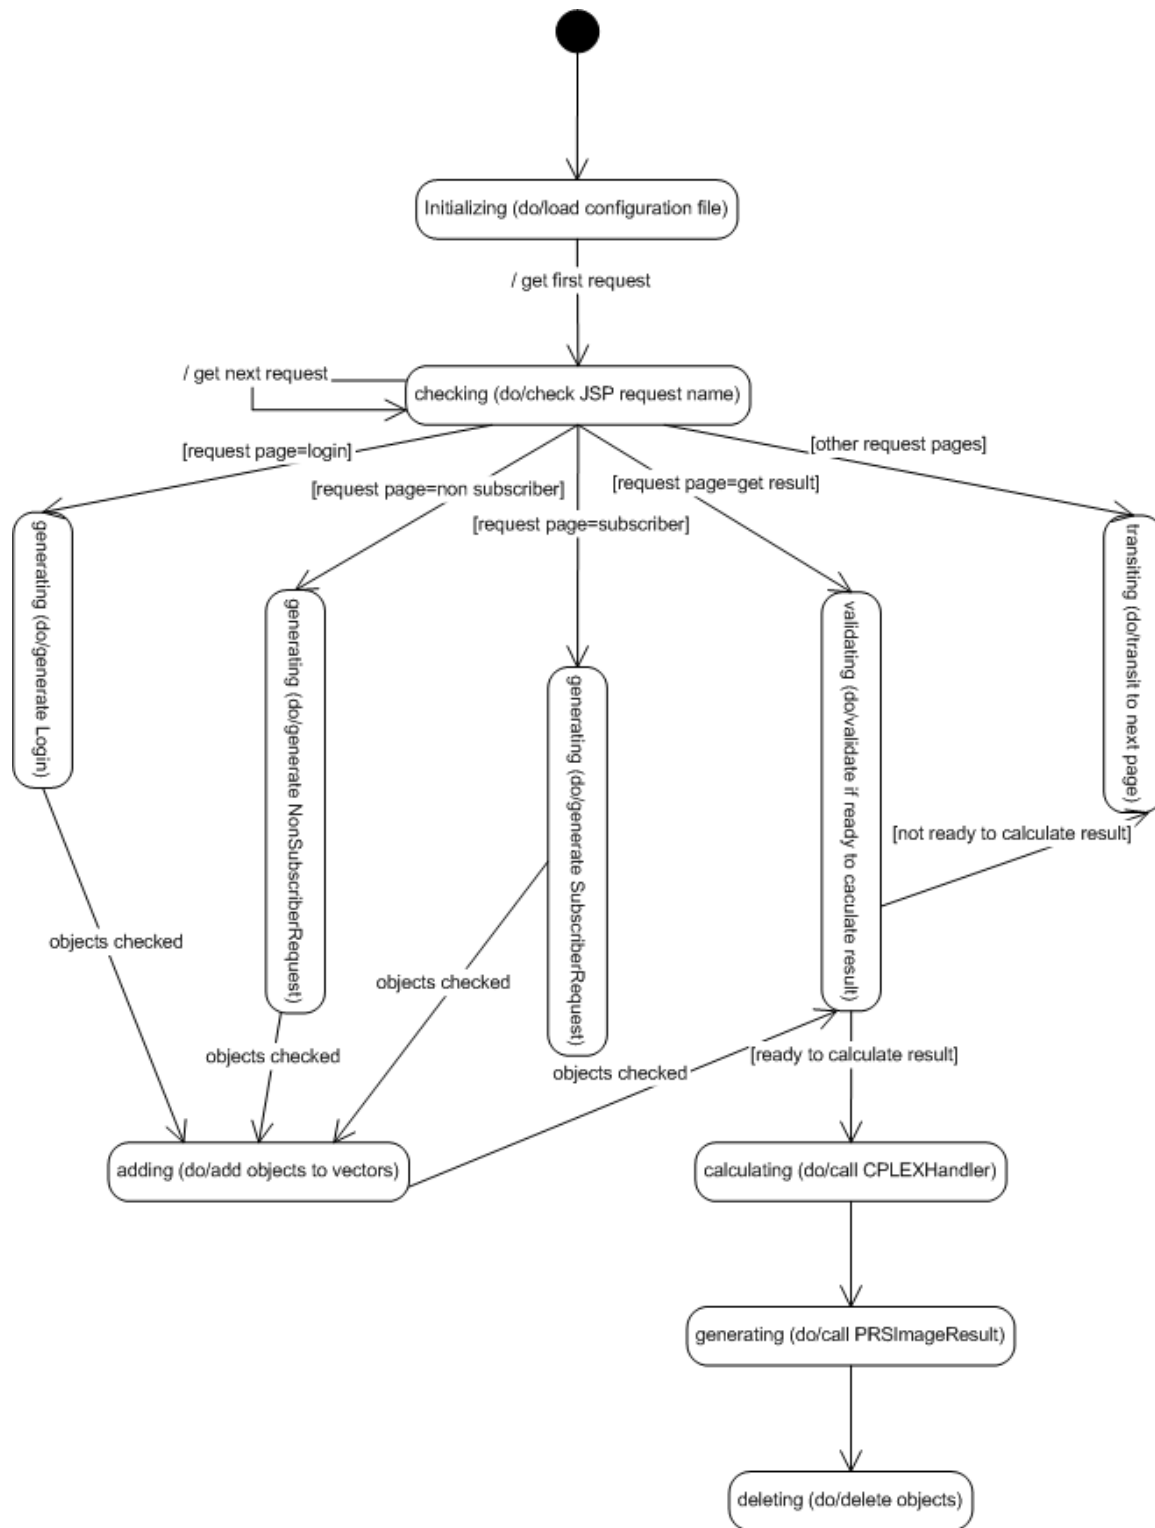 Initializing (do/load configuration file)
/ get first request
/ get next request
checking (do/check JSP request name)
[request page=login]
[other request pages]
[request page=non subscriber]
[request page=get result]
[request page=subscriber]
generating (do/generate Login)
generating (do/generate NonSubscriberRequest)
generating (do/generate SubscriberRequest)
validating (do/validate if ready to caculate result)
transiting (do/transit to next page)
[not ready to calculate result]
objects checked
objects checked
objects checked
objects checked
[ready to calculate result]
adding (do/add objects to vectors)
calculating (do/call CPLEXHandler)
generating (do/call PRSImageResult)
deleting (do/delete objects)